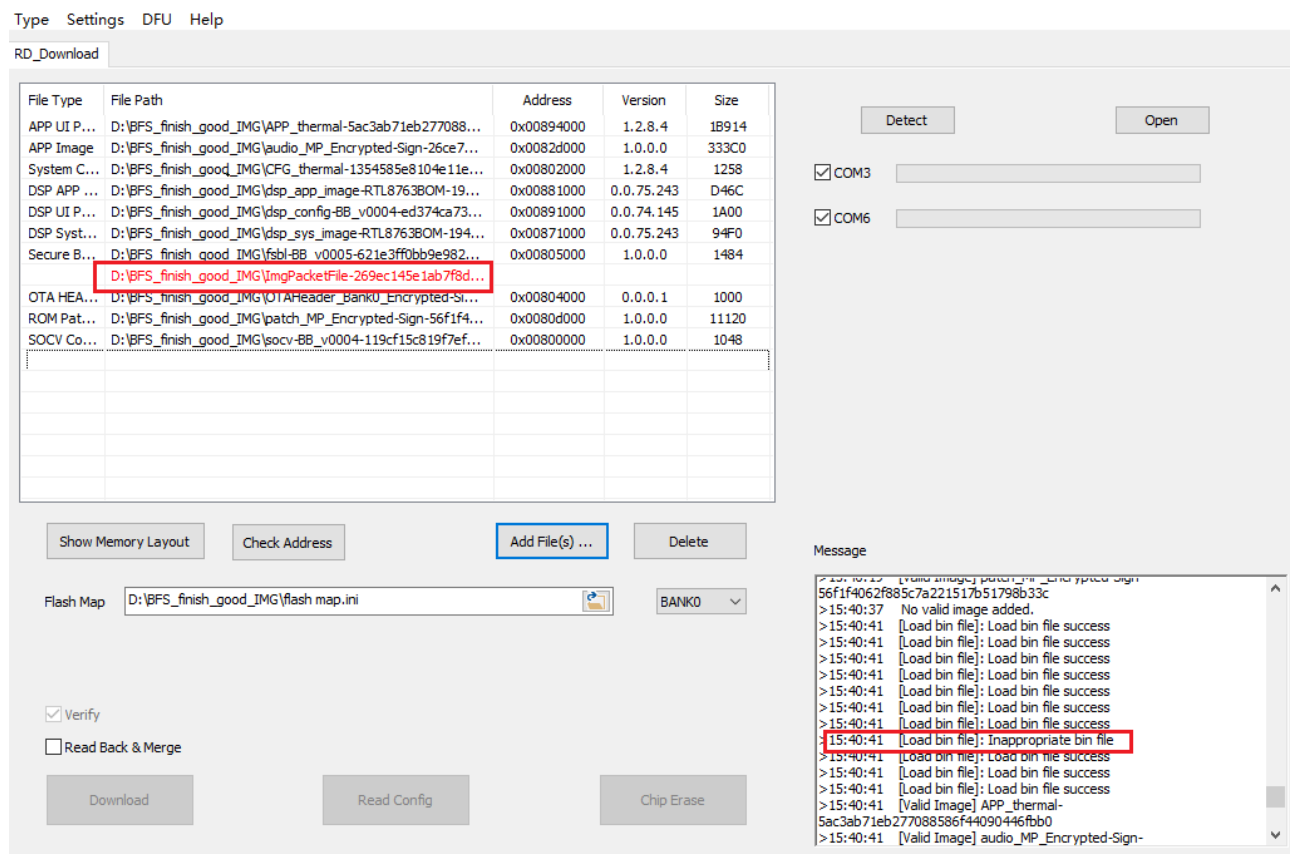 Type Settings DFU Help
RD_Download
File Type File Path Address Version Size
APP UI P... D:\BFS_finish_good_IMG\APP_thermal-5ac3ab71eb277088... 0x00894000 1.2.8.4 1B914
APP Image D:\BFS_finish_good_IMG\audio_MP_Encrypted-Sign-26ce7... 0x0082d000 1.0.0.0 333C0
System C... D:\BFS_finish_good_IMG\CFG_thermal-1354585e8104e11e... 0x00802000 1.2.8.4 1258
DSP APP ... D:\BFS_finish_good_IMG\dsp_app_image-RTL8763BOM-19... 0x00881000 0.0.75.243 D46C
DSP UI P... D:\BFS_finish_good_IMG\dsp_config-BB_v0004-ed374ca73... 0x00891000 0.0.74.145 1A00
DSP Syst... D:\BFS_finish_good_IMG\dsp_sys_image-RTL8763BOM-194... 0x00871000 0.0.75.243 94F0
Secure B... D:\BFS_finish_good_IMG\fsbl-BB_v0005-621e3ff0bb9e982... 0x00805000 1.0.0.0 1484
D:\BFS_finish_good_IMG\ImgPacketFile-269ec145e1ab7f8d...
OTA HEA... D:\BFS_finish_good_IMG\OTAHeader_Bank0_Encrypted-Si... 0x00804000 0.0.0.1 1000
ROM Pat... D:\BFS_finish_good_IMG\patch_MP_Encrypted-Sign-56f1f4... 0x0080d000 1.0.0.0 11120
SOCV Co... D:\BFS_finish_good_IMG\socv-BB_v0004-119cf15c819f7ef... 0x00800000 1.0.0.0 1048
Show Memory Layout Check Address Add File(s) ... Delete
Flash Map D:\BFS_finish_good_IMG\flash map.ini BANK0
Verify
Read Back & Merge
Download Read Config Chip Erase
Detect Open
COM3
COM6
Message
>15:40:19 [Valid Image] patch_MP_Encrypted-Sign-
56f1f4062f885c7a221517b51798b33c
>15:40:37 No valid image added.
>15:40:41 [Load bin file]: Load bin file success
>15:40:41 [Load bin file]: Load bin file success
>15:40:41 [Load bin file]: Load bin file success
>15:40:41 [Load bin file]: Load bin file success
>15:40:41 [Load bin file]: Load bin file success
>15:40:41 [Load bin file]: Load bin file success
>15:40:41 [Load bin file]: Load bin file success
>15:40:41 [Load bin file]: Inappropriate bin file
>15:40:41 [Load bin file]: Load bin file success
>15:40:41 [Load bin file]: Load bin file success
>15:40:41 [Load bin file]: Load bin file success
>15:40:41 [Valid Image] APP_thermal-
5ac3ab71eb277088586f44090446fbb0
>15:40:41 [Valid Image] audio_MP_Encrypted-Sign-